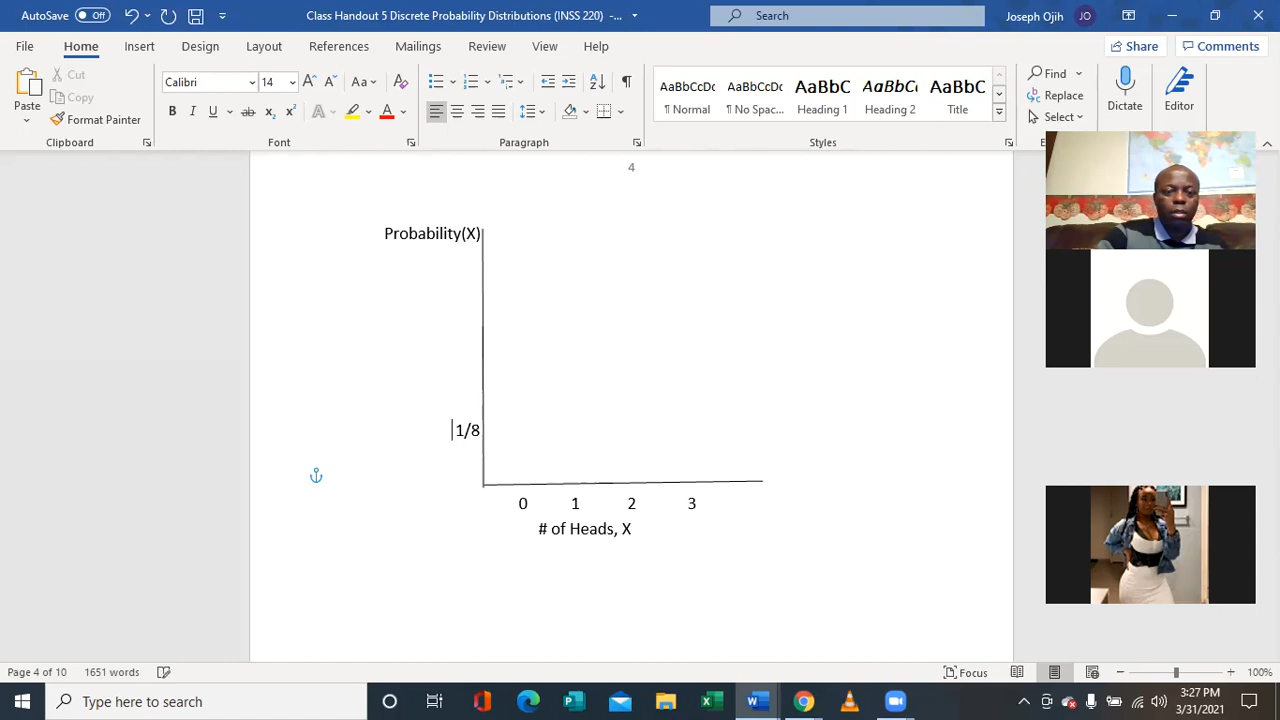 AutoSave Off Class Handout 5 Discrete Probability Distributions (INSS 220) -... Search Joseph Ojih JO
File Home Insert Design Layout References Mailings Review View Help Share Comments
Paste Cut Copy Format Painter
Calibri 14 Aa
B I U ab x₂ x² A A
AaBbCcDc AaBbCcDc AaBbC AaBbCc AaBbC
¶ Normal ¶ No Spac... Heading 1 Heading 2 Title
Find Replace Select
Dictate Editor
Clipboard Font Paragraph Styles
4
Probability(X)
1/8
0 1 2 3
# of Heads, X
Page 4 of 10 1651 words Focus 100%
Type here to search
3:27 PM
3/31/2021